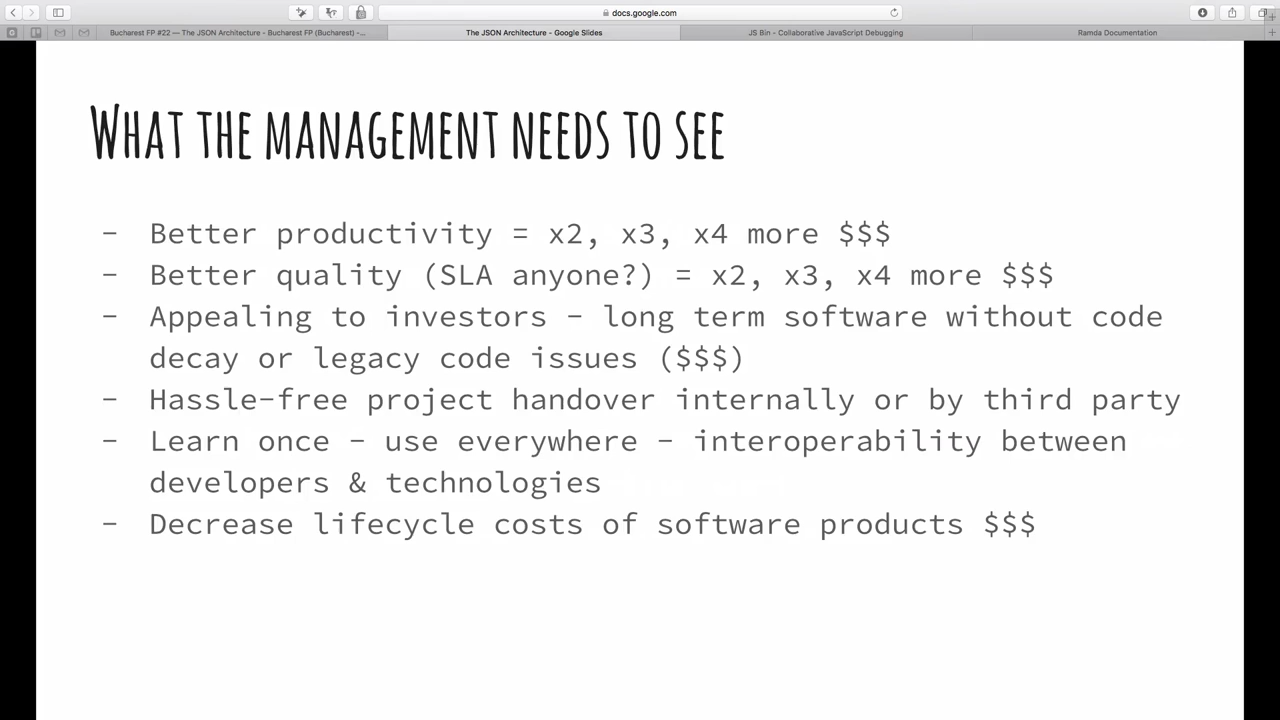 docs.google.com
Bucharest FP #22 — The JSON Architecture - Bucharest FP (Bucharest) -...
The JSON Architecture - Google Slides
JS Bin - Collaborative JavaScript Debugging
Ramda Documentation
WHAT THE MANAGEMENT NEEDS TO SEE
- Better productivity = x2, x3, x4 more $$$
- Better quality (SLA anyone?) = x2, x3, x4 more $$$
- Appealing to investors - long term software without code
decay or legacy code issues ($$$)
- Hassle-free project handover internally or by third party
- Learn once - use everywhere - interoperability between
developers & technologies
- Decrease lifecycle costs of software products $$$